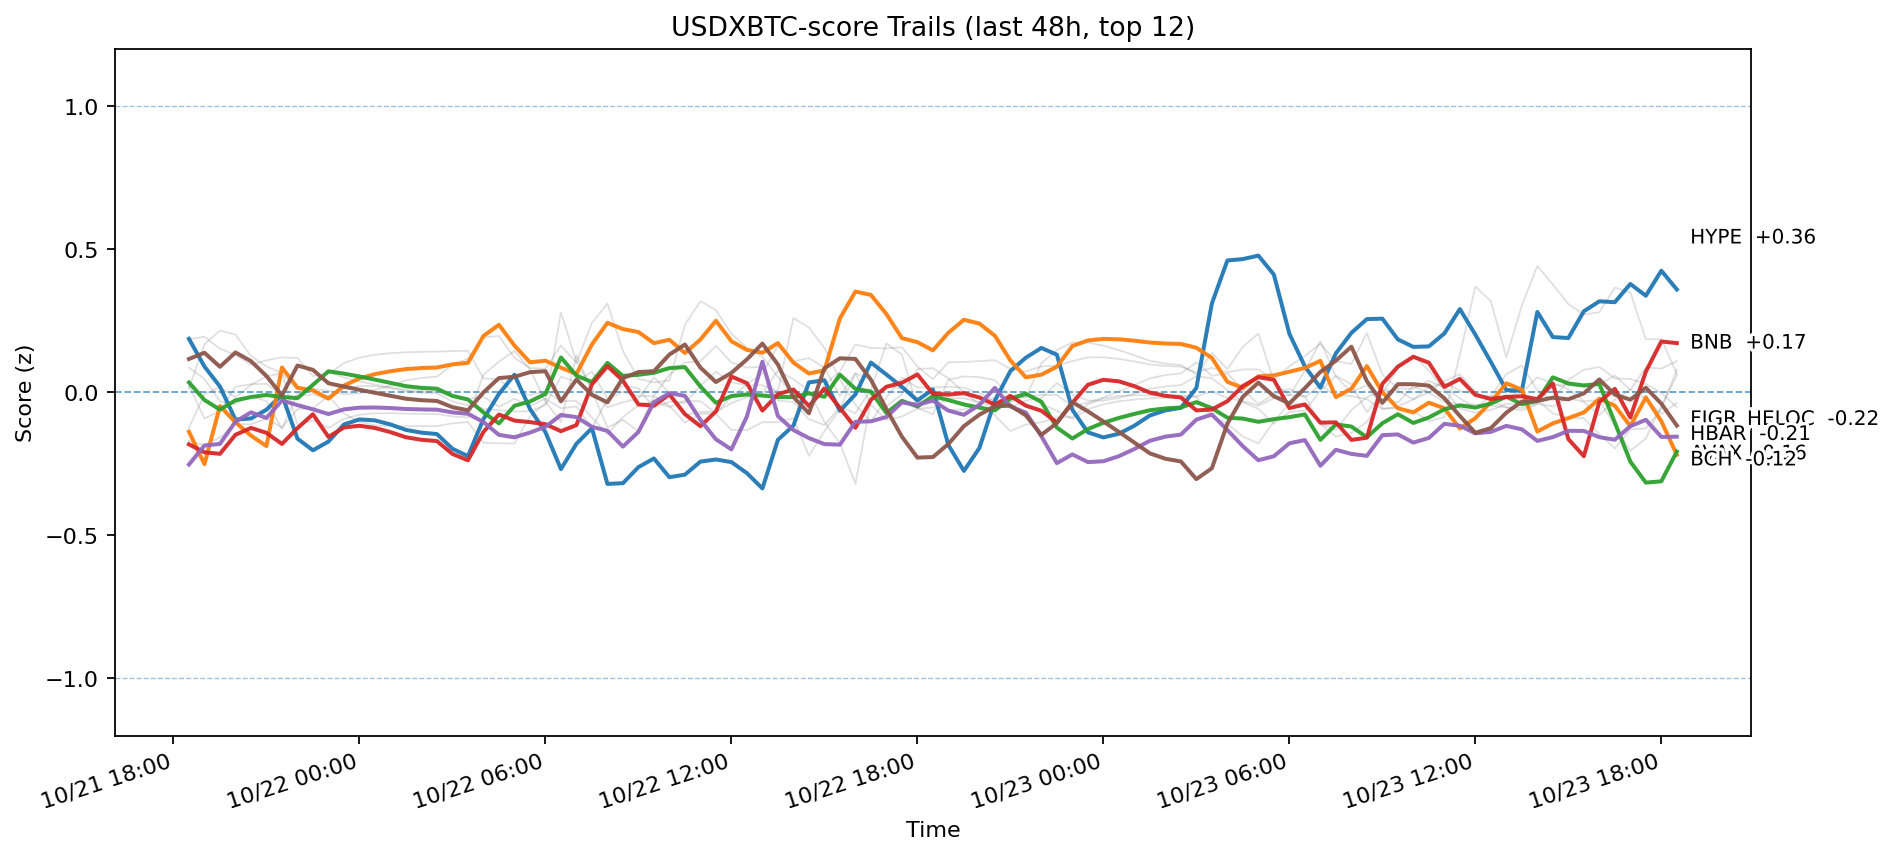 USDXBTC-score Trails (last 48h, top 12)
Score (z)
1.0
0.5
0.0
−0.5
−1.0
HYPE +0.36
BNB +0.17
FIGR_HELOC -0.22
HBAR -0.21
BCH -0.12
10/21 18:00
10/22 00:00
10/22 06:00
10/22 12:00
10/22 18:00
10/23 00:00
10/23 06:00
10/23 12:00
10/23 18:00
Time